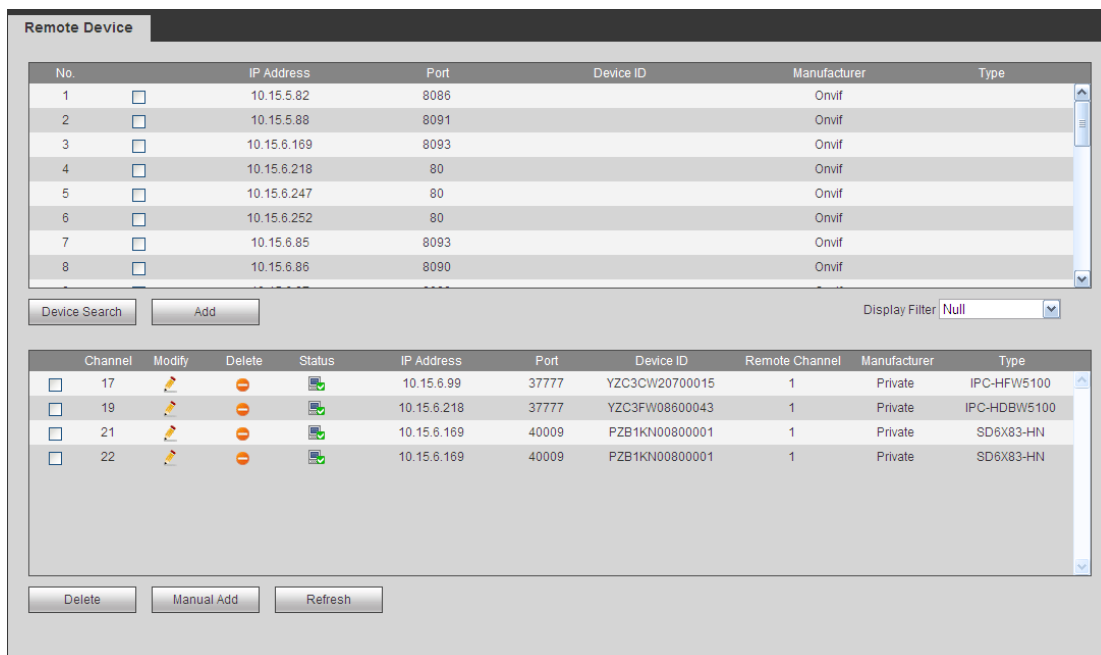 Remote Device
No. IP Address Port Device ID Manufacturer Type
1 10.15.5.82 8086 Onvif
2 10.15.5.88 8091 Onvif
3 10.15.6.169 8093 Onvif
4 10.15.6.218 80 Onvif
5 10.15.6.247 80 Onvif
6 10.15.6.252 80 Onvif
7 10.15.6.85 8093 Onvif
8 10.15.6.86 8090 Onvif
Device Search Add Display Filter Null
Channel Modify Delete Status IP Address Port Device ID Remote Channel Manufacturer Type
17 10.15.6.99 37777 YZC3CW20700015 1 Private IPC-HFW5100
19 10.15.6.218 37777 YZC3FW08600043 1 Private IPC-HDBW5100
21 10.15.6.169 40009 PZB1KN00800001 1 Private SD6X83-HN
22 10.15.6.169 40009 PZB1KN00800001 1 Private SD6X83-HN
Delete Manual Add Refresh